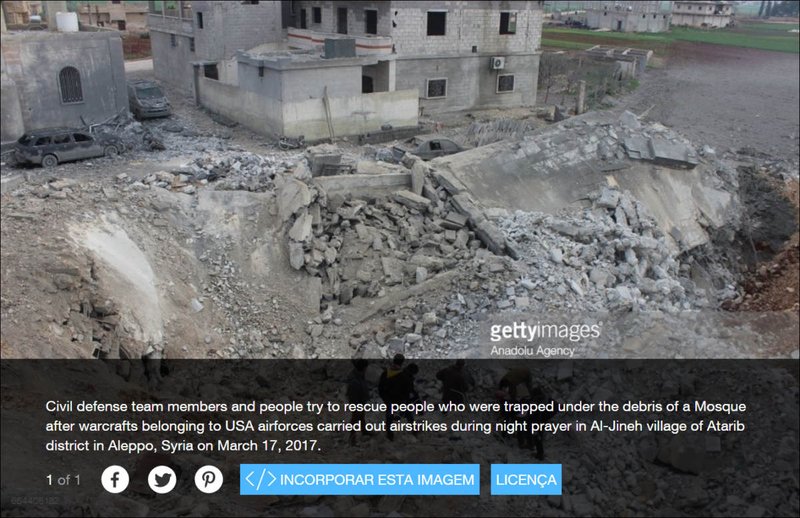 gettyimages
Anadolu Agency
Civil defense team members and people try to rescue people who were trapped under the debris of a Mosque
after warcrafts belonging to USA airforces carried out airstrikes during night prayer in Al-Jineh village of Atarib
district in Aleppo, Syria on March 17, 2017.
1 of 1
</> INCORPORAR ESTA IMAGEM
LICENÇA